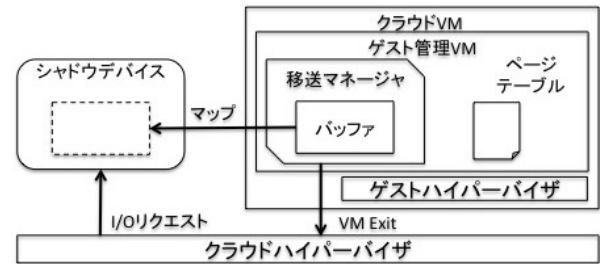 クラウドVM
ゲスト管理VM
シャドウデバイス
移送マネージャ
ページ
テーブル
マップ
バッファ
ゲストハイパーバイザ
I/Oリクエスト
VM Exit
クラウドハイパーバイザ